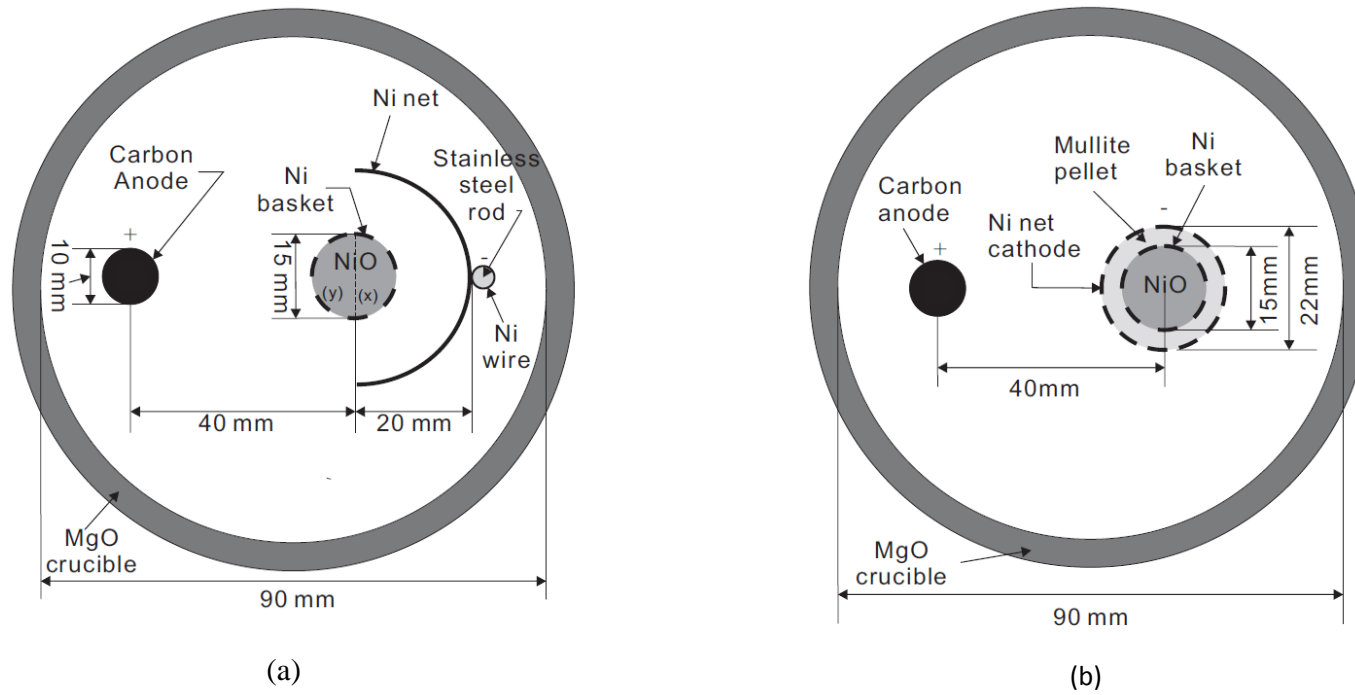 Ni net
Carbon
Anode
Stainless
steel
rod
Ni
basket
+
10 mm
15 mm
NiO
(y)
(x)
-
Ni
wire
40 mm
20 mm
MgO
crucible
90 mm
(a)
Mullite
pellet
Ni
basket
Carbon
anode
-
Ni net
cathode
+
NiO
15mm
22mm
40mm
MgO
crucible
90 mm
(b)